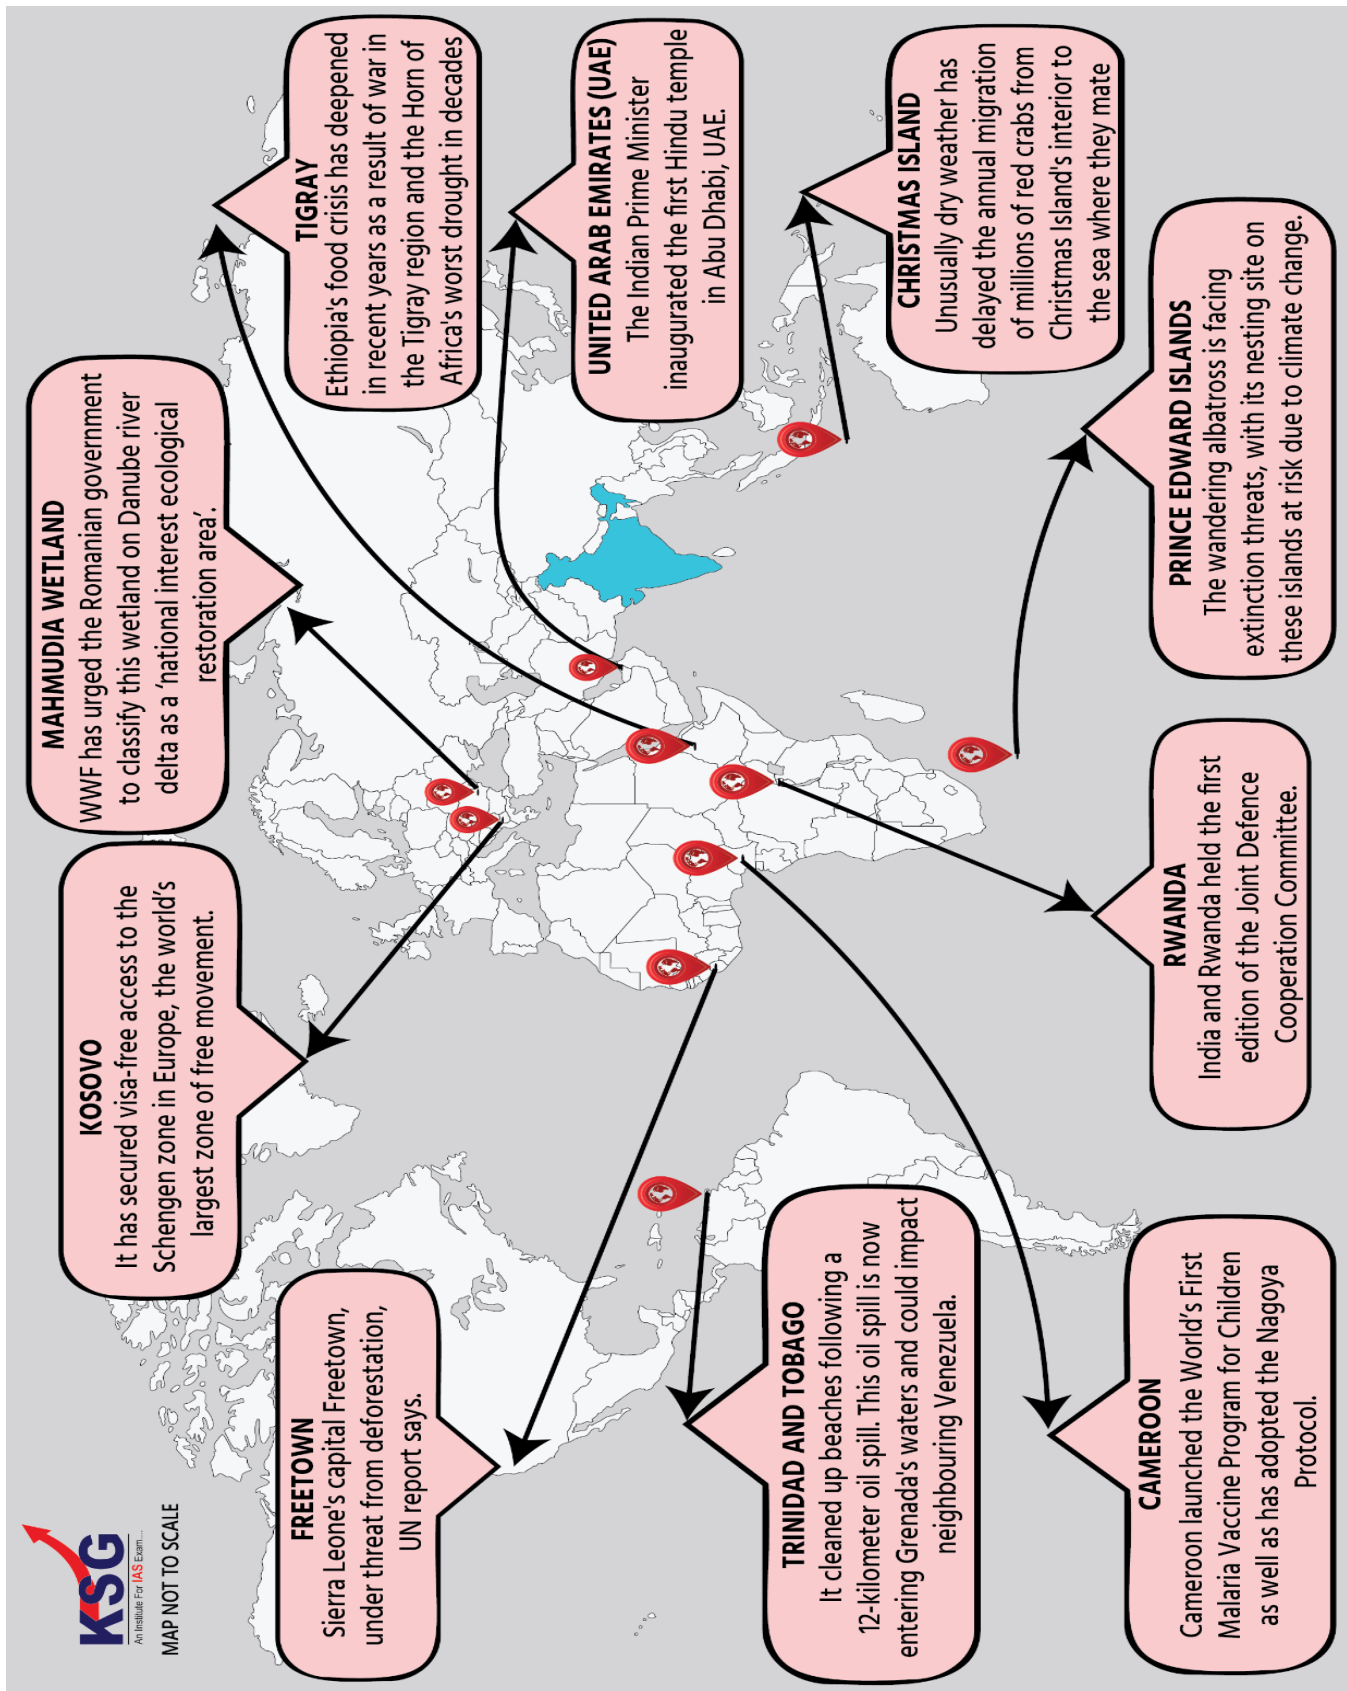 KSG
An Institute For IAS Exam...
MAP NOT TO SCALE
KOSOVO
It has secured visa-free access to the
Schengen zone in Europe, the world's
largest zone of free movement.
MAHMUDIA WETLAND
WWF has urged the Romanian government
to classify this wetland on Danube river
delta as a 'national interest ecological
restoration area'.
TIGRAY
Ethiopia's food crisis has deepened
in recent years as a result of war in
the Tigray region and the Horn of
Africa's worst drought in decades
FREETOWN
Sierra Leone's capital Freetown,
under threat from deforestation,
UN report says.
UNITED ARAB EMIRATES (UAE)
The Indian Prime Minister
inaugurated the first Hindu temple
in Abu Dhabi, UAE.
TRINIDAD AND TOBAGO
It cleaned up beaches following a
12-kilometer oil spill. This oil spill is now
entering Grenada's waters and could impact
neighbouring Venezuela.
CHRISTMAS ISLAND
Unusually dry weather has
delayed the annual migration
of millions of red crabs from
Christmas Island's interior to
the sea where they mate
CAMEROON
Cameroon launched the World's First
Malaria Vaccine Program for Children
as well as has adopted the Nagoya
Protocol.
RWANDA
India and Rwanda held the first
edition of the Joint Defence
Cooperation Committee.
PRINCE EDWARD ISLANDS
The wandering albatross is facing
extinction threats, with its nesting site on
these islands at risk due to climate change.